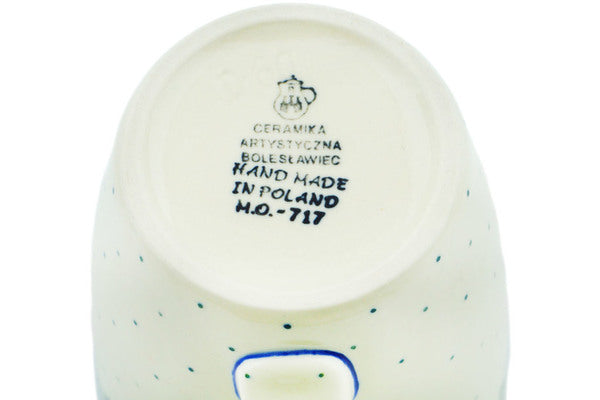 CERAMIKA
ARTYSTYCZNA
BOLESŁAWIEC
HAND MADE
IN POLAND
M.O.-717